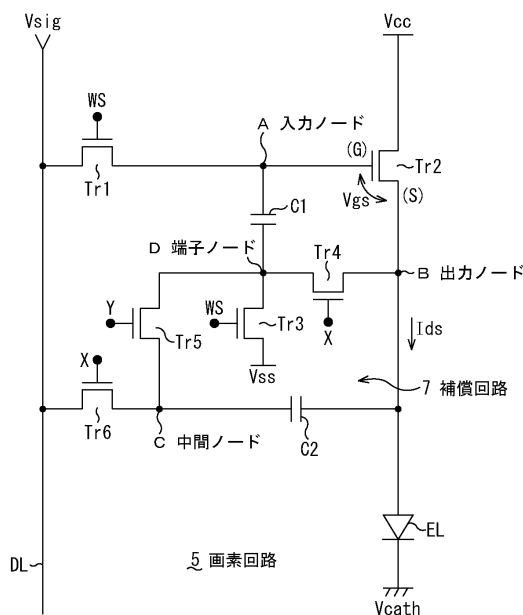 Vsig
Vcc
WS
A 入力ノード
(G)
Tr2
Tr1
Vgs
(S)
C1
D 端子ノード
Tr4
B 出力ノード
Y
WS
Tr5
Tr3
X
Ids
X
Vss
7 補償回路
Tr6
C 中間ノード
C2
EL
DL
5 画素回路
Vcath